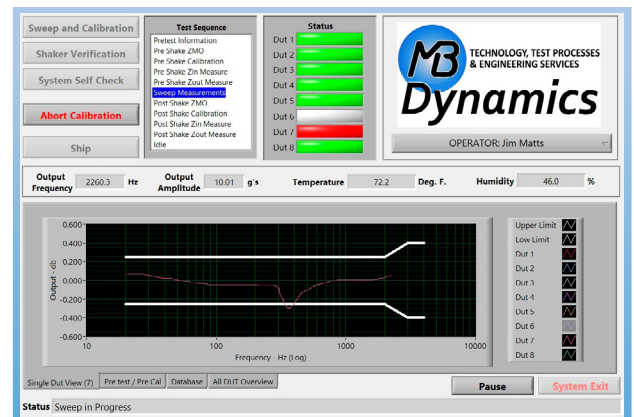 Sweep and Calibration
Shaker Verification
System Self Check
Abort Calibration
Ship
Test Sequence
Pretest Information
Pre Shake ZMO
Pre Shake Calibration
Pre Shake Zin Measure
Pre Shake Zout Measure
Sweep Measurements
Post Shake ZMO
Post Shake Calibration
Post Shake Zin Measure
Post Shake Zout Measure
Idle
Status
Dut 1
Dut 2
Dut 3
Dut 4
Dut 5
Dut 6
Dut 7
Dut 8
MB
TECHNOLOGY, TEST PROCESSES
& ENGINEERING SERVICES
Dynamics
OPERATOR: Jim Matts
Output Frequency 2260.3 Hz Output Amplitude 10.01 g's Temperature 72.2 Deg. F. Humidity 46.0 %
Output - db
0.600
0.400
0.200
0.000
-0.200
-0.400
-0.600
10 100 1000 10000
Frequency - Hz (Log)
Upper Limit
Low Limit
Dut 1
Dut 2
Dut 3
Dut 4
Dut 5
Dut 6
Dut 7
Dut 8
Single Dut View (7) Pre test / Pre Cal Database All DUT Overview
Pause System Exit
Status Sweep in Progress